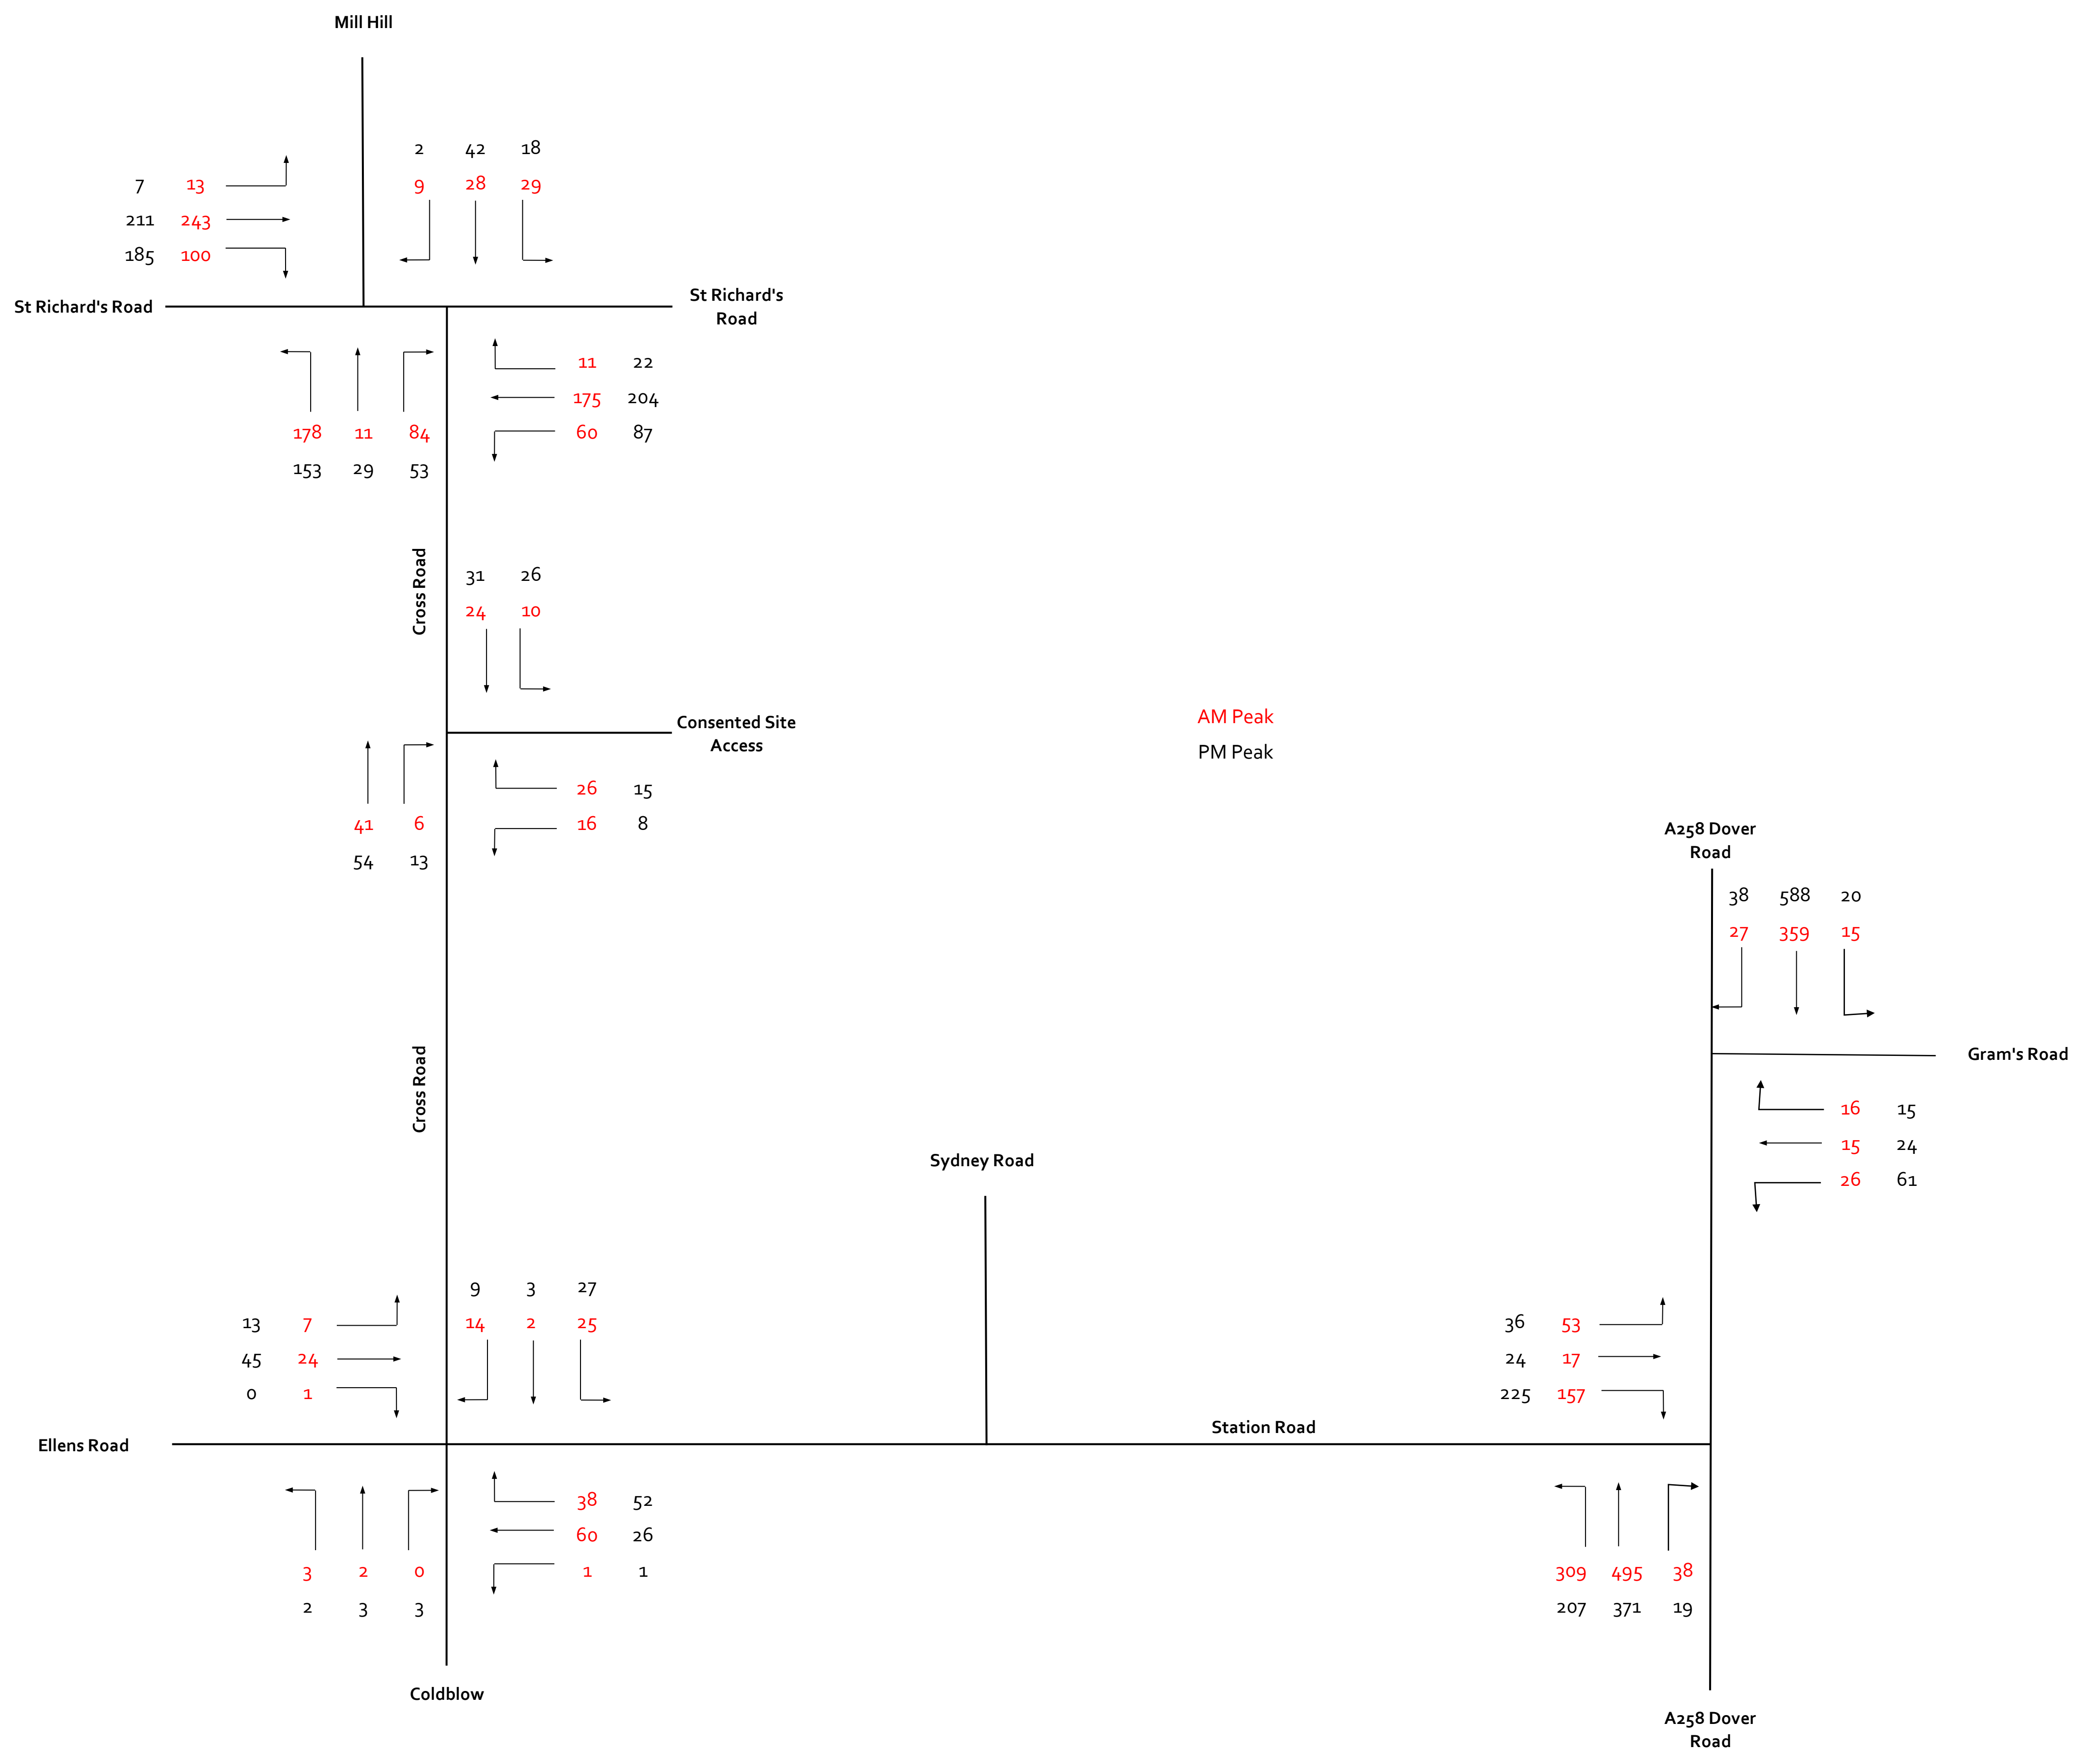 Mill Hill
2 42 18
7 13 9 28 29
211 243
185 100
St Richard's Road
St Richard's
Road
11 22
175 204
178 11 84 60 87
153 29 53
Cross Road
31 26
24 10
Consented Site
Access
AM Peak
PM Peak
26 15
41 6 16 8
54 13
A258 Dover
Road
38 588 20
27 359 15
Gram's Road
Cross Road
16 15
15 24
26 61
Sydney Road
9 3 27
13 7 14 2 25
45 24
0 1
36 53
24 17
225 157
Station Road
Ellens Road
38 52
60 26
3 2 0 1 1
2 3 3
309 495 38
207 371 19
Coldblow
A258 Dover
Road